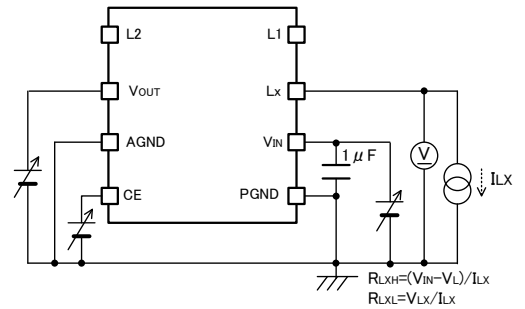 L2 L1
VOUT LX
AGND VIN
1μF
CE PGND
V
ILX
RLXH=(VIN-VL)/ILX
RLXL=VLX/ILX